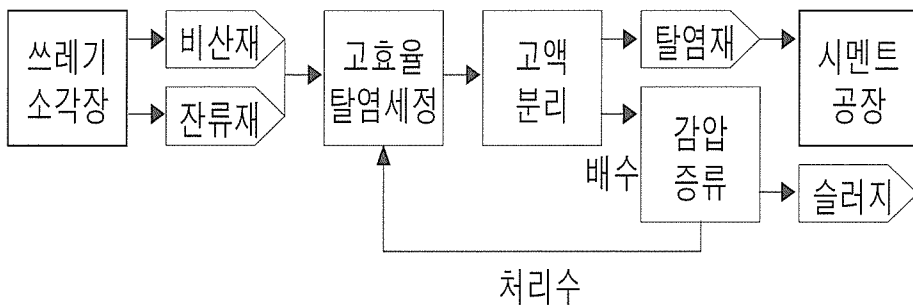 쓰레기
소각장
비산재
잔류재
고효율
탈염세정
고액
분리
탈염재
시멘트
공장
배수
감압
증류
슬러지
처리수